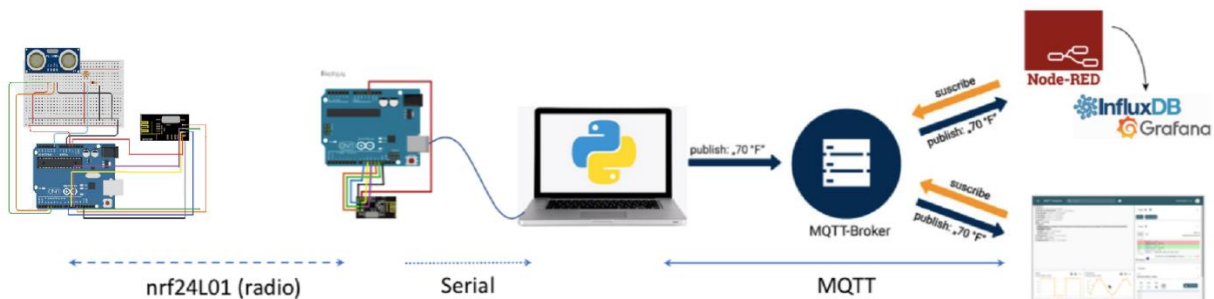 Node-RED
InfluxDB
Grafana
suscribe
publish: „70 °F"
publish: „70 °F"
suscribe
publish: „70 °F"
MQTT-Broker
nrf24L01 (radio)
Serial
MQTT